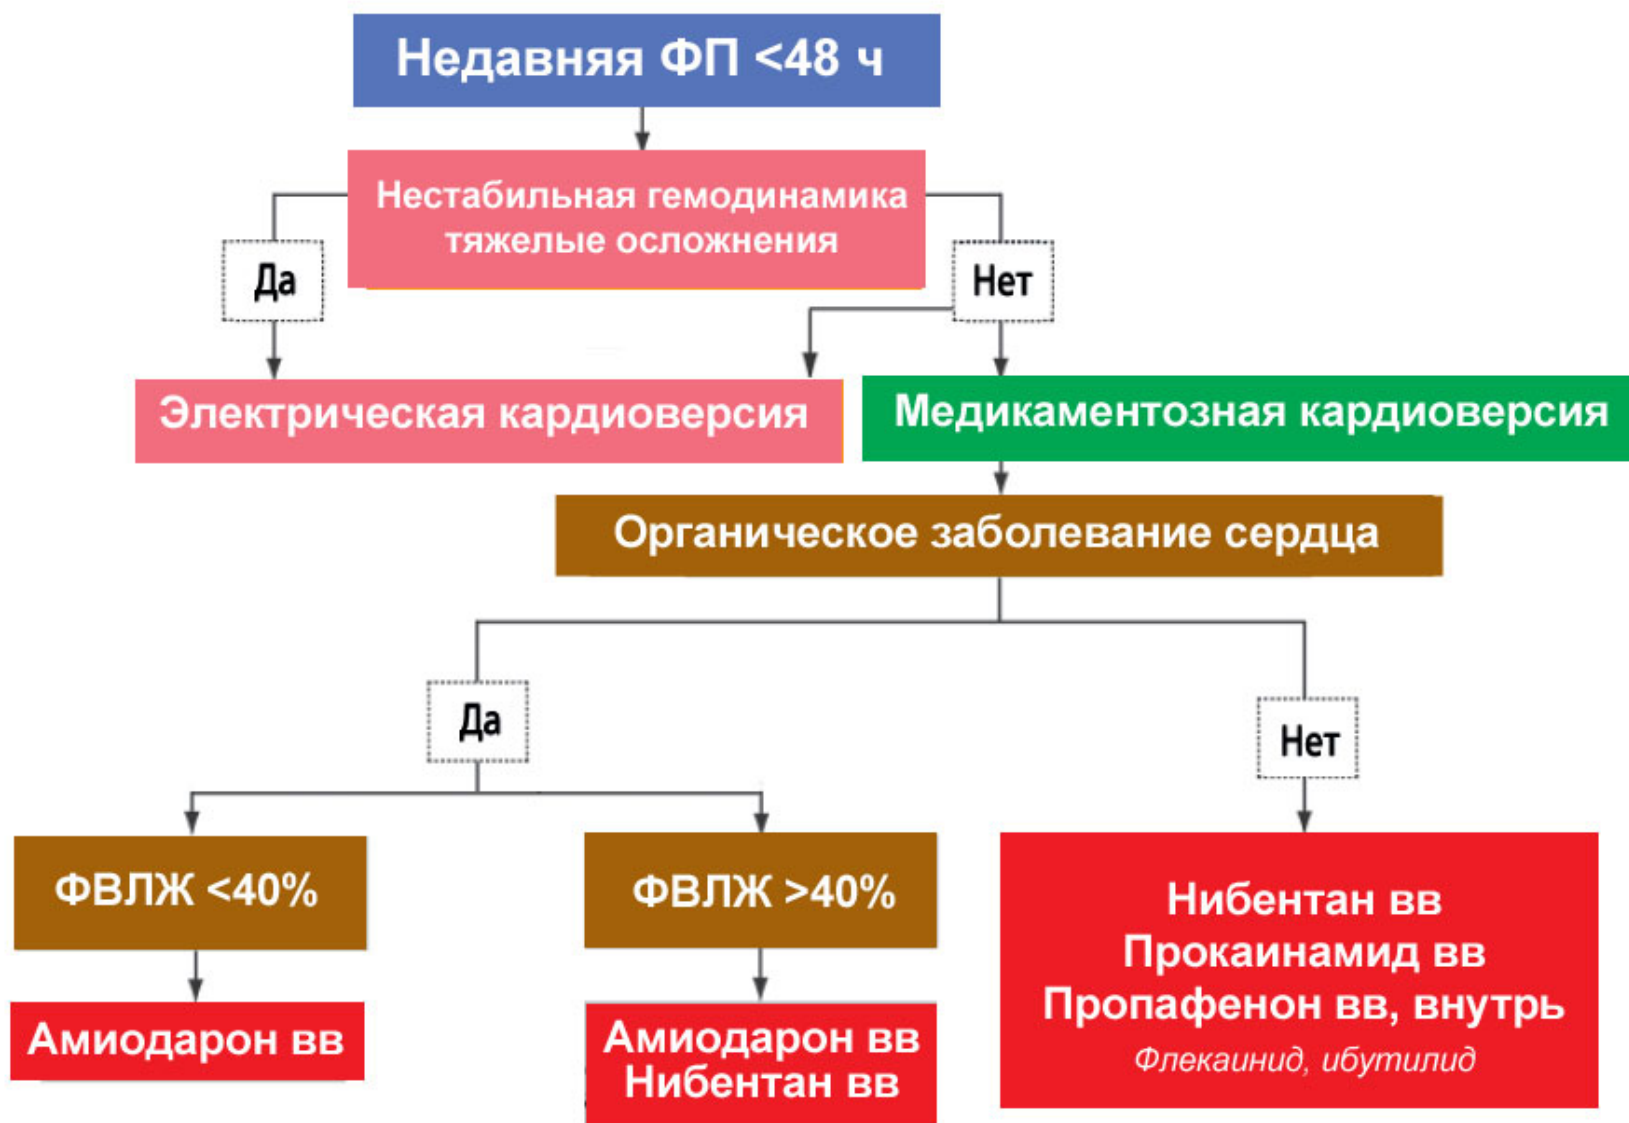 Недавняя ФП <48 ч
Нестабильная гемодинамика
тяжелые осложнения
Да
Нет
Электрическая кардиоверсия
Медикаментозная кардиоверсия
Органическое заболевание сердца
Да
Нет
ФВЛЖ <40%
ФВЛЖ >40%
Амиодарон вв
Амиодарон вв
Нибентан вв
Нибентан вв
Прокаинамид вв
Пропафенон вв, внутрь
Флекаинид, ибутилид